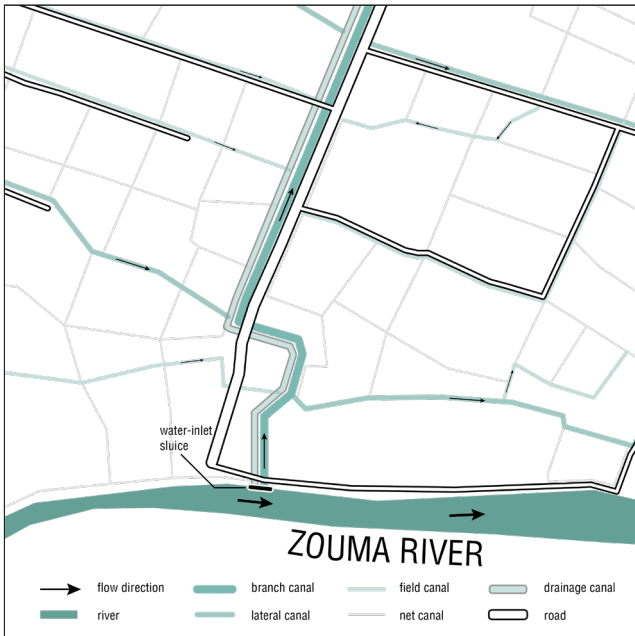 water-inlet
sluice
ZOUMA RIVER
flow direction
branch canal
field canal
drainage canal
river
lateral canal
net canal
road